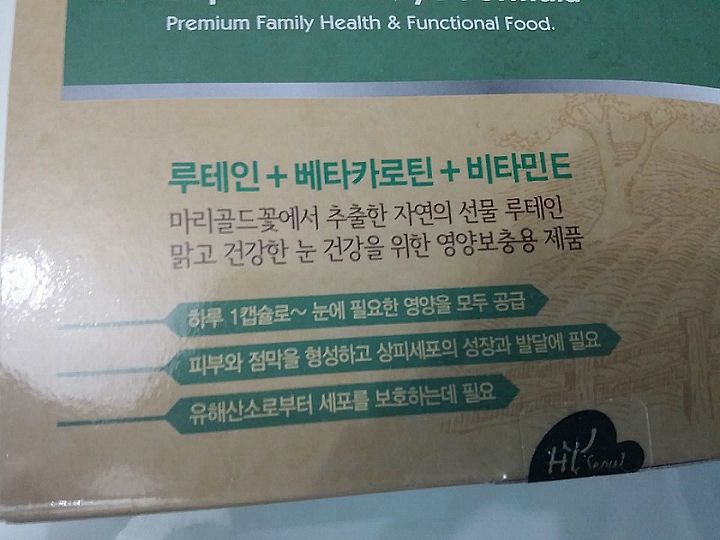 Premium Family Health & Functional Food.
루테인 + 베타카로틴 + 비타민E
마리골드꽃에서 추출한 자연의 선물 루테인
맑고 건강한 눈 건강을 위한 영양보충용 제품
하루 1캡슐로~ 눈에 필요한 영양을 모두 공급
피부와 점막을 형성하고 상피세포의 성장과 발달에 필요
유해산소로부터 세포를 보호하는데 필요
Hi Seoul